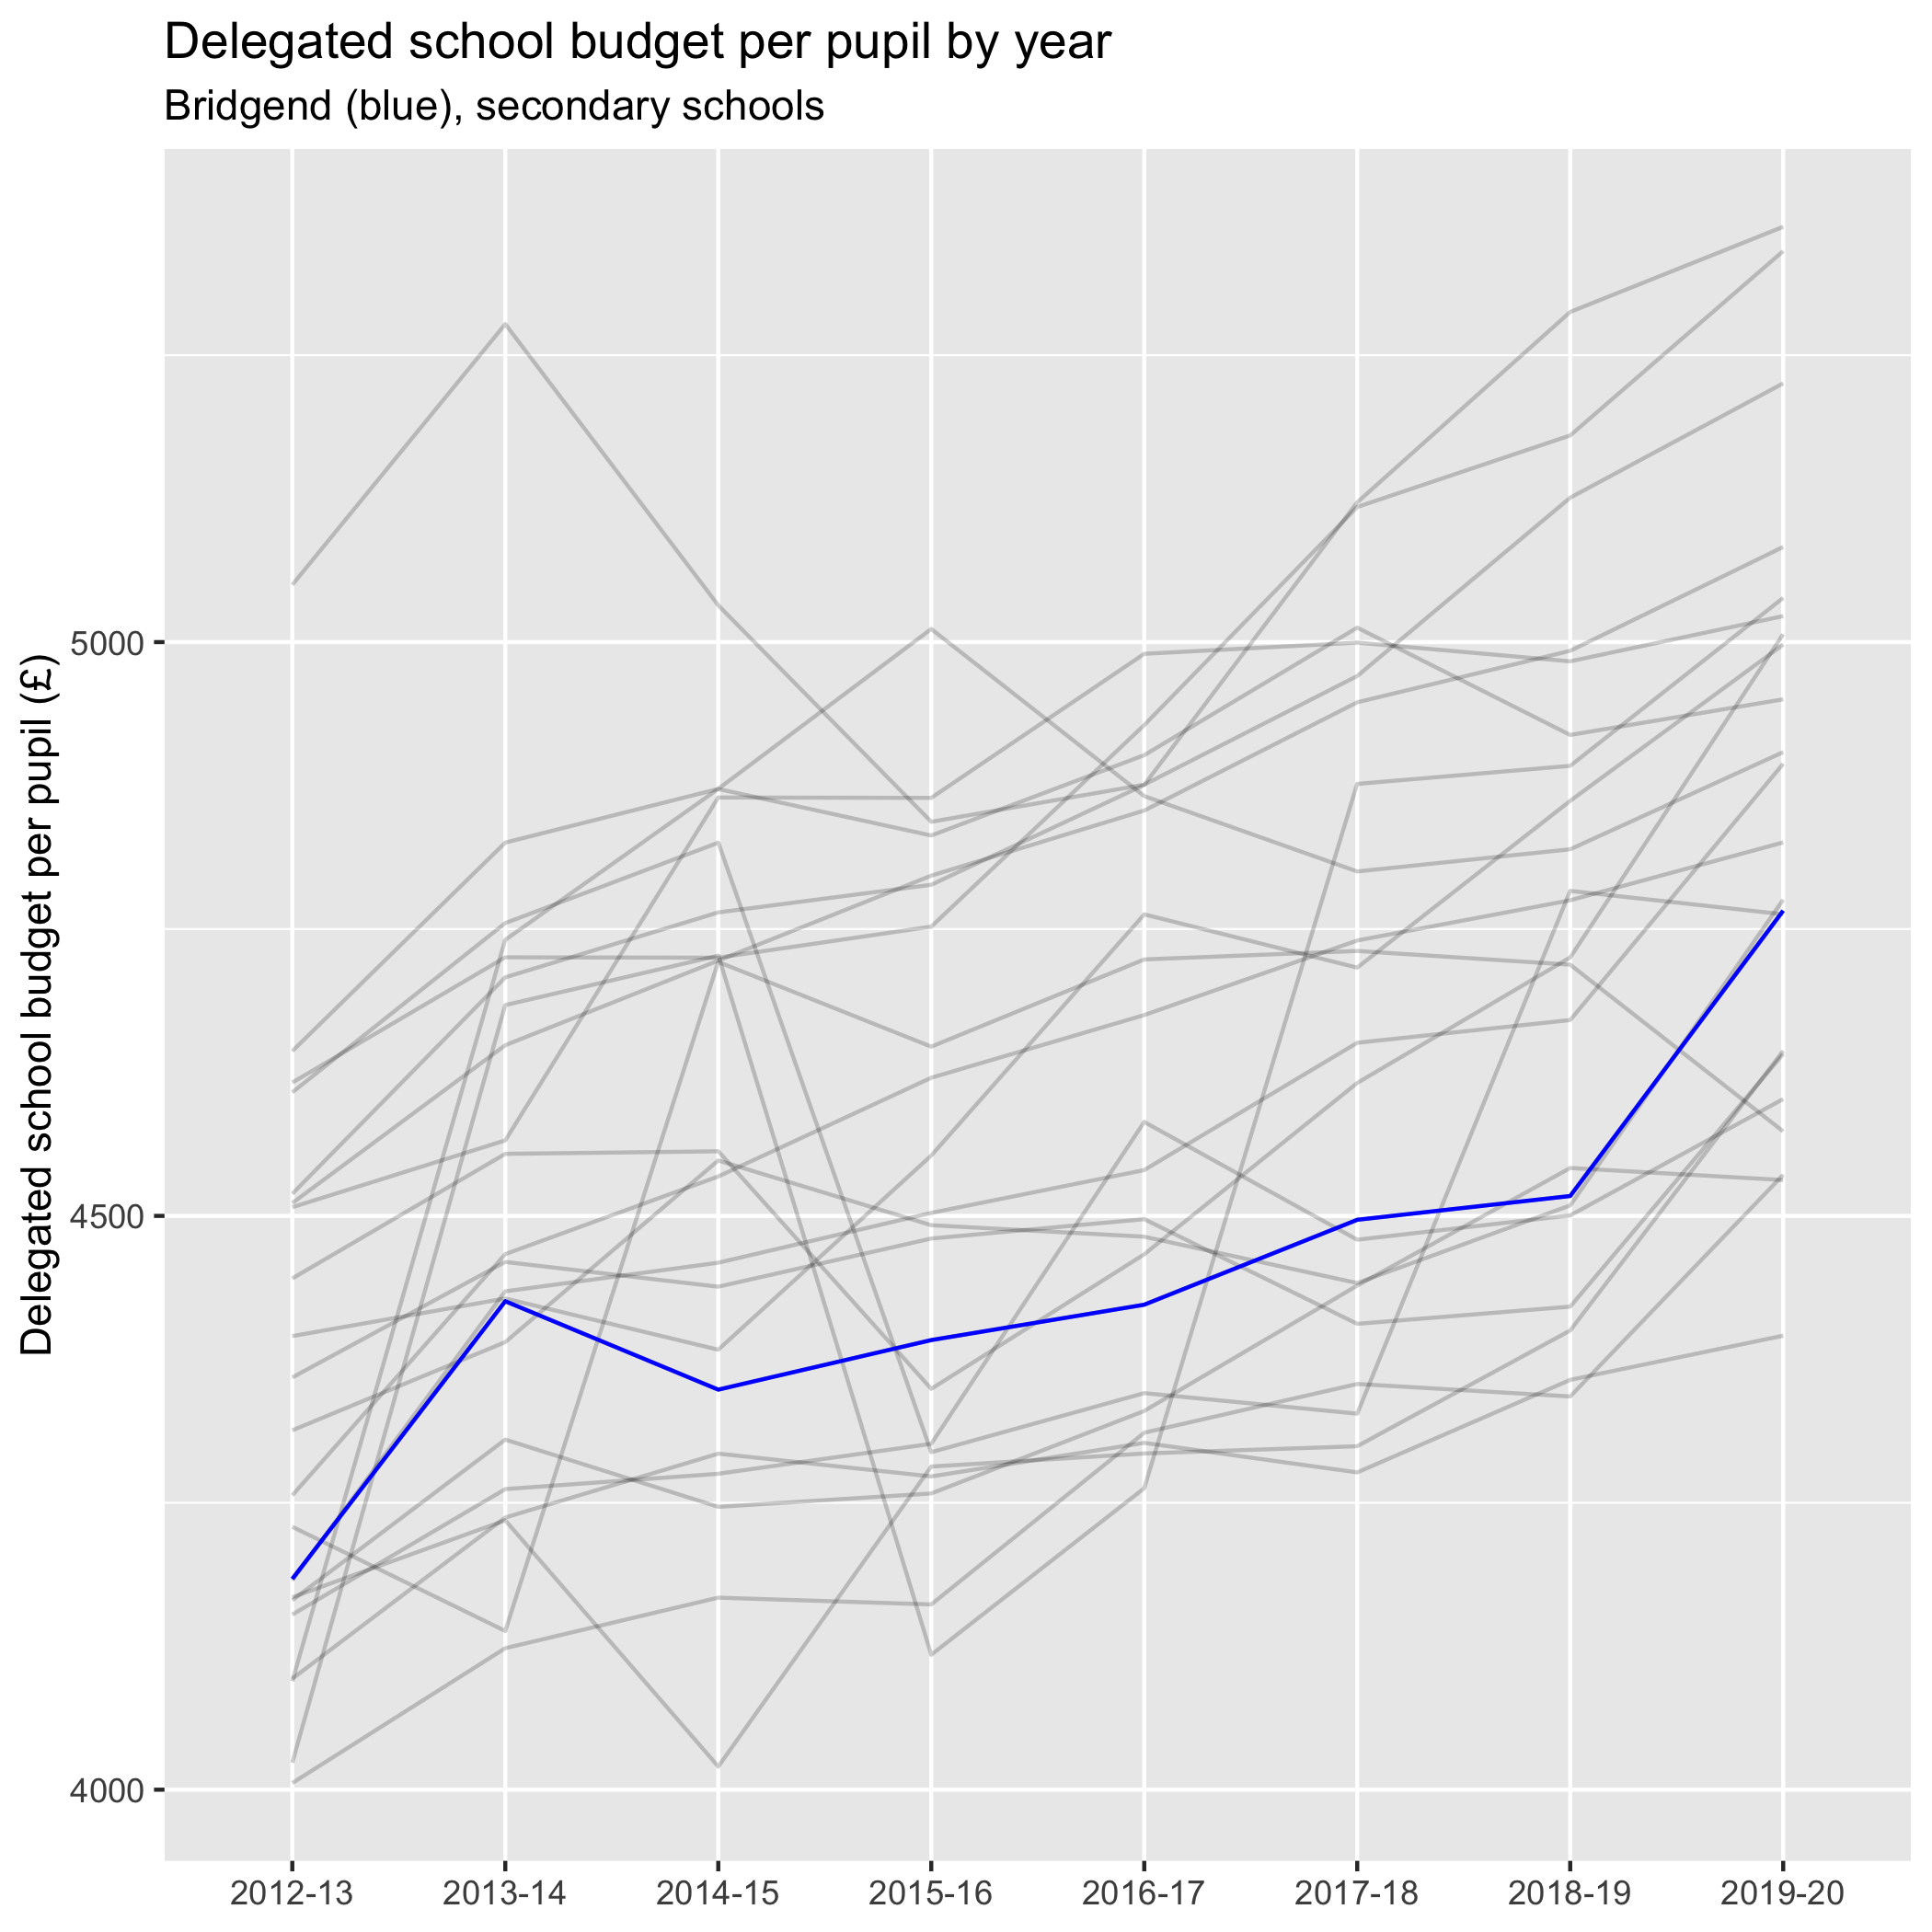 Delegated school budget per pupil by year
Bridgend (blue), secondary schools
Delegated school budget per pupil (£)
5000
4500
4000
2012-13 2013-14 2014-15 2015-16 2016-17 2017-18 2018-19 2019-20